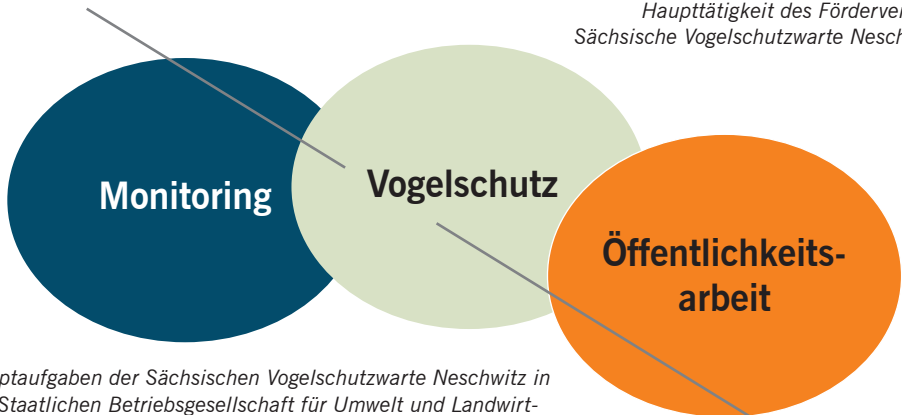 Haupttätigkeit des Förderver
Sächsische Vogelschutzwarte Nesch
Monitoring
Vogelschutz
Öffentlichkeits-
arbeit
ptaufgaben der Sächsischen Vogelschutzwarte Neschwitz in
Staatlichen Betriebsgesellschaft für Umwelt und Landwirt-